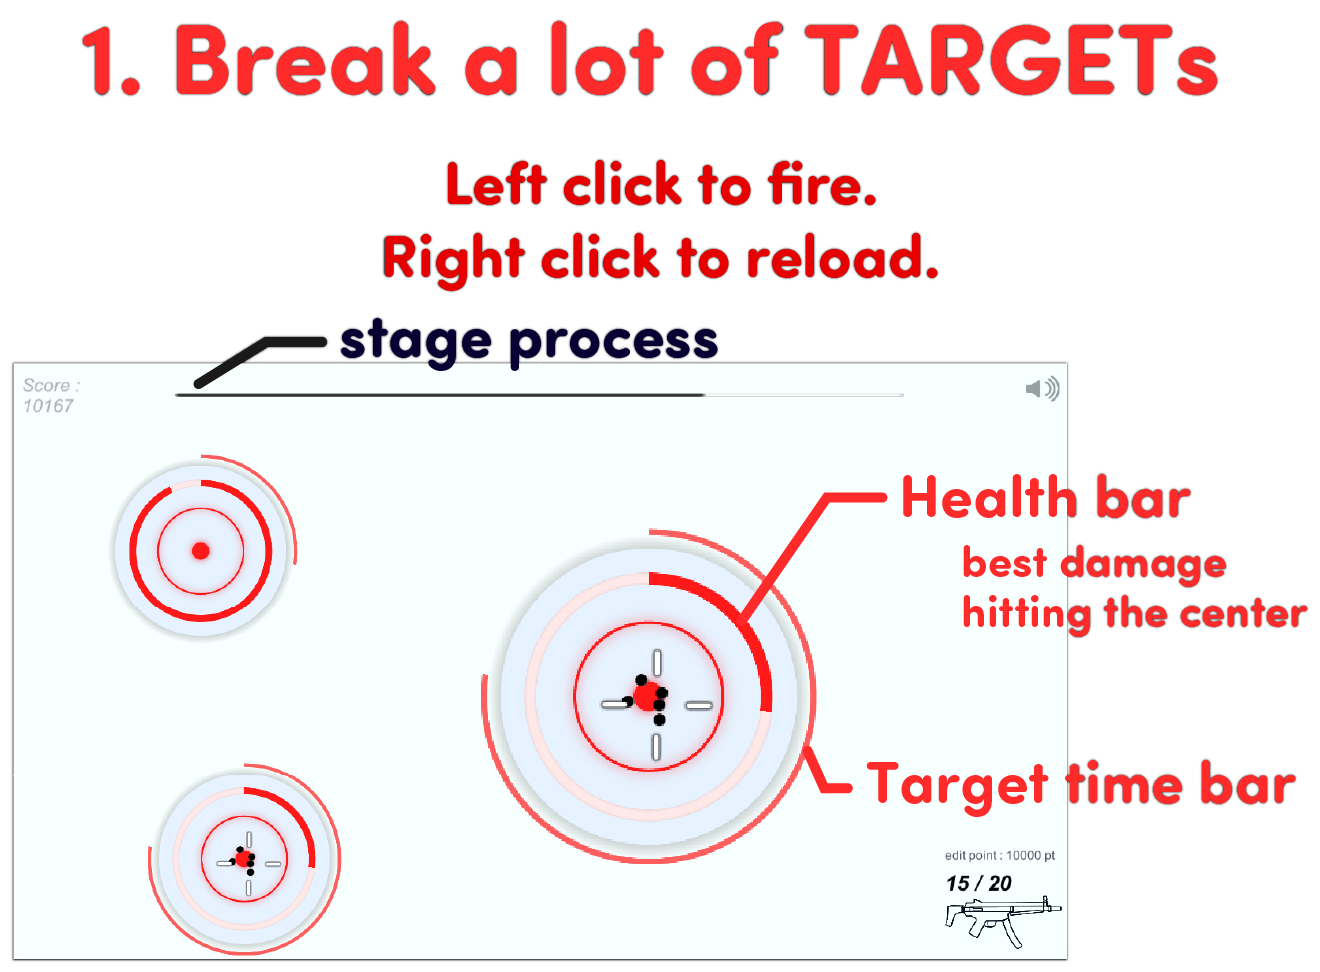 1. Break a lot of TARGETs
Left click to fire.
Right click to reload.
stage process
Score :
10167
Health bar
best damage
hitting the center
Target time bar
edit point : 10000 pt
15 / 20